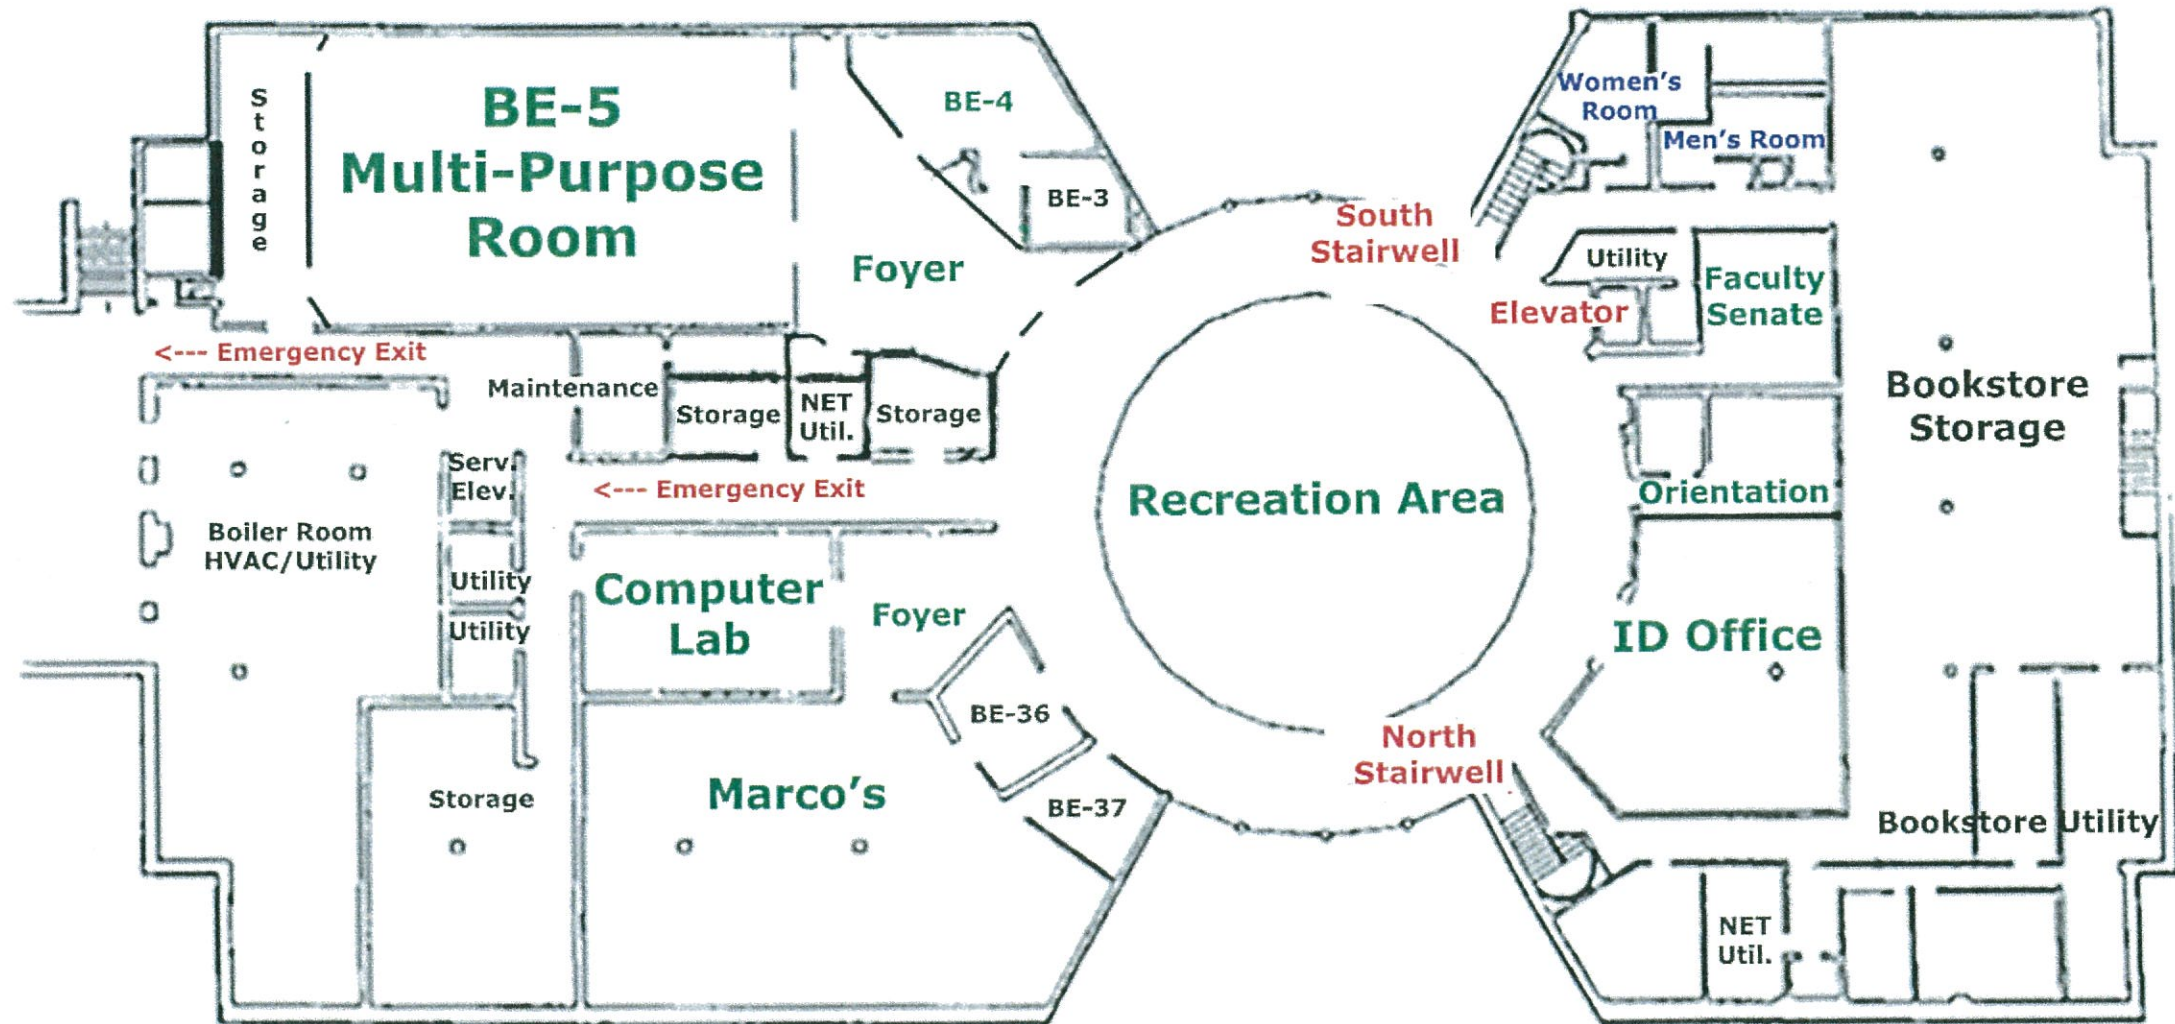 Storage
BE-5
Multi-Purpose
Room
BE-4
BE-3
Foyer
South
Stairwell
Women's
Room
Men's Room
Utility
Faculty
Senate
Elevator
<--- Emergency Exit
Maintenance
Storage
NET
Util.
Storage
Serv.
Elev.
<--- Emergency Exit
Boiler Room
HVAC/Utility
Utility
Utility
Computer
Lab
Foyer
Recreation Area
Orientation
Bookstore
Storage
ID Office
BE-36
BE-37
North
Stairwell
Storage
Marco's
Bookstore Utility
NET
Util.